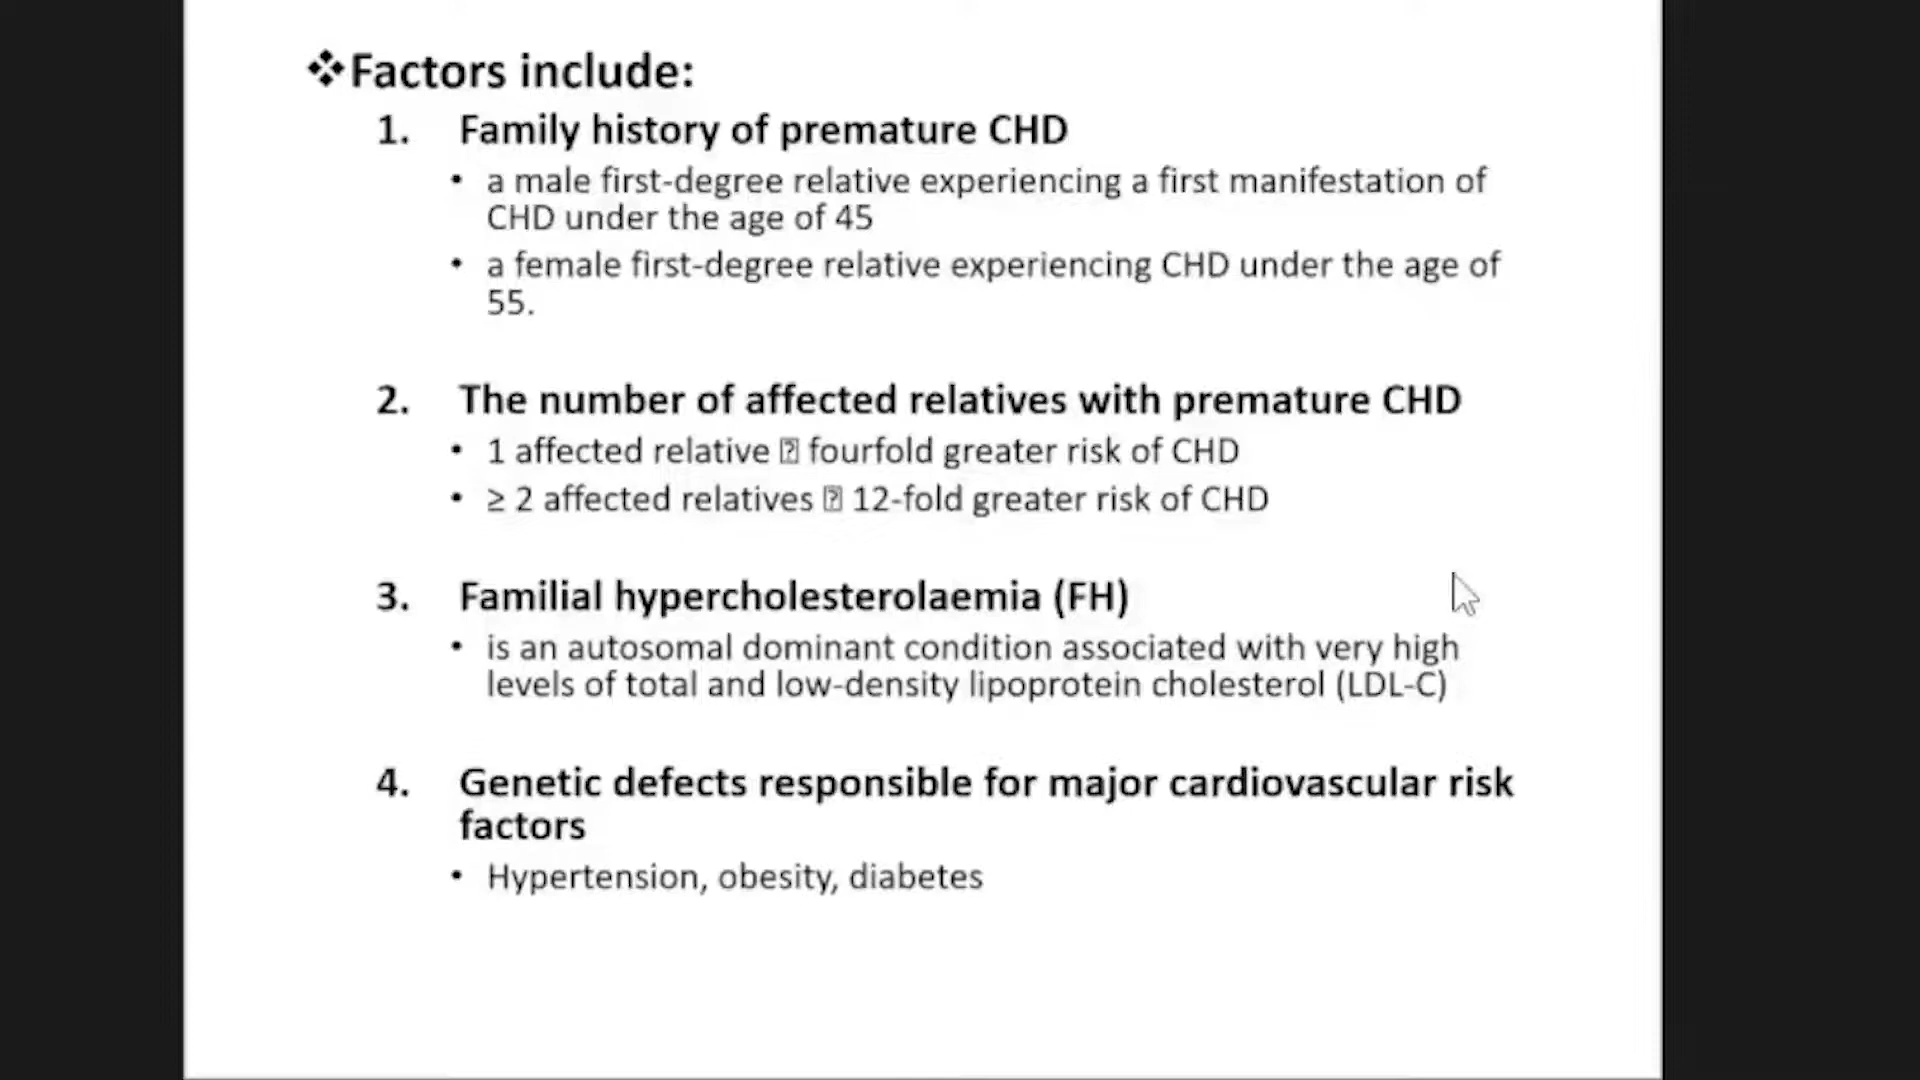 ❖Factors include:
1. Family history of premature CHD
• a male first-degree relative experiencing a first manifestation of
CHD under the age of 45
• a female first-degree relative experiencing CHD under the age of
55.
2. The number of affected relatives with premature CHD
• 1 affected relative ⍰ fourfold greater risk of CHD
• ≥ 2 affected relatives ⍰ 12-fold greater risk of CHD
3. Familial hypercholesterolaemia (FH)
• is an autosomal dominant condition associated with very high
levels of total and low-density lipoprotein cholesterol (LDL-C)
4. Genetic defects responsible for major cardiovascular risk
factors
• Hypertension, obesity, diabetes